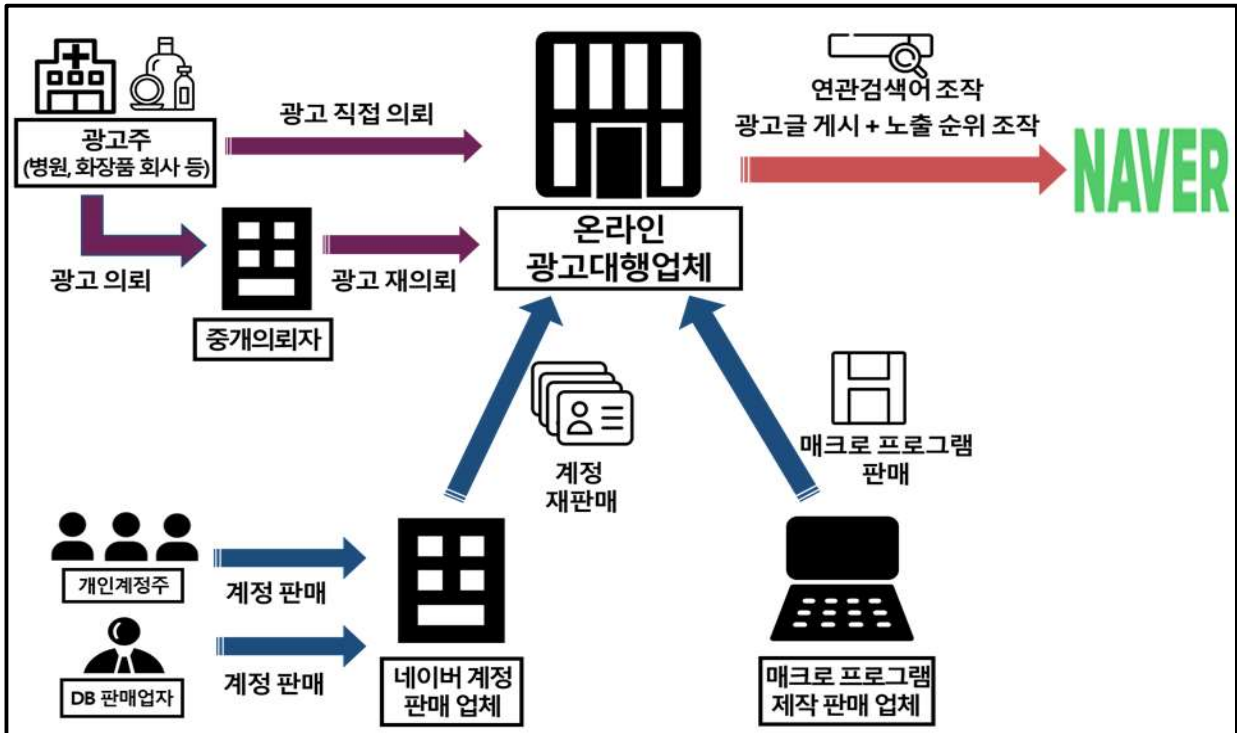 광고주
(병원, 화장품 회사 등)
광고 직접 의뢰
연관검색어 조작
광고글 게시 + 노출 순위 조작
NAVER
온라인
광고대행업체
광고 의뢰
광고 재의뢰
중개의뢰자
계정
재판매
매크로 프로그램
판매
개인계정주
계정 판매
DB 판매업자
계정 판매
네이버 계정
판매 업체
매크로 프로그램
제작 판매 업체